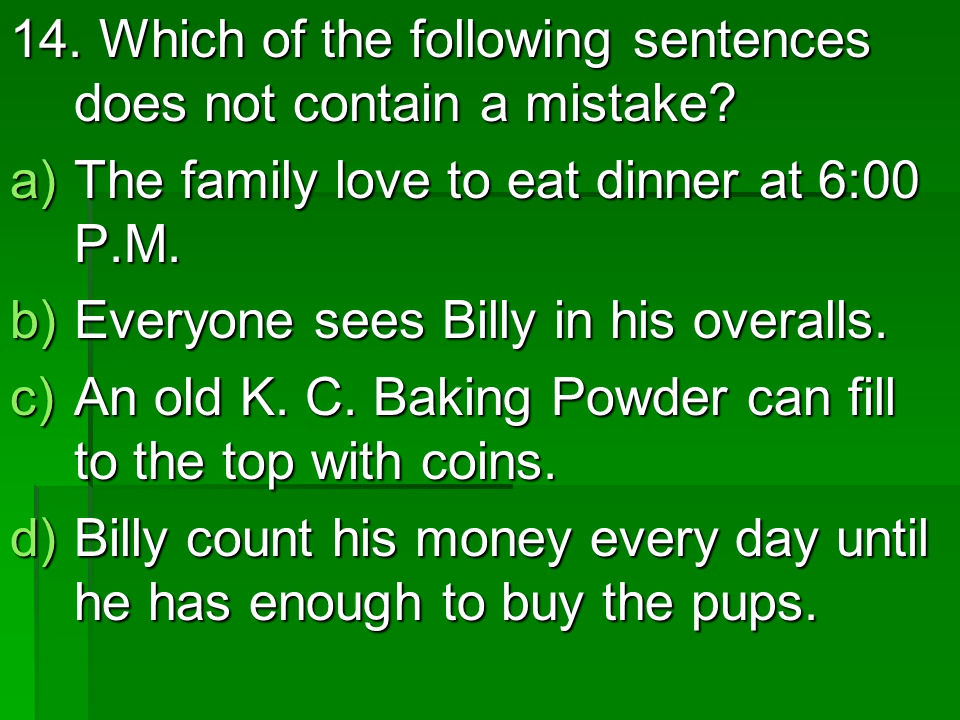 14. Which of the following sentences
does not contain a mistake?
a) The family love to eat dinner at 6:00
P.M.
b) Everyone sees Billy in his overalls.
c) An old K. C. Baking Powder can fill
to the top with coins.
d) Billy count his money every day until
he has enough to buy the pups.